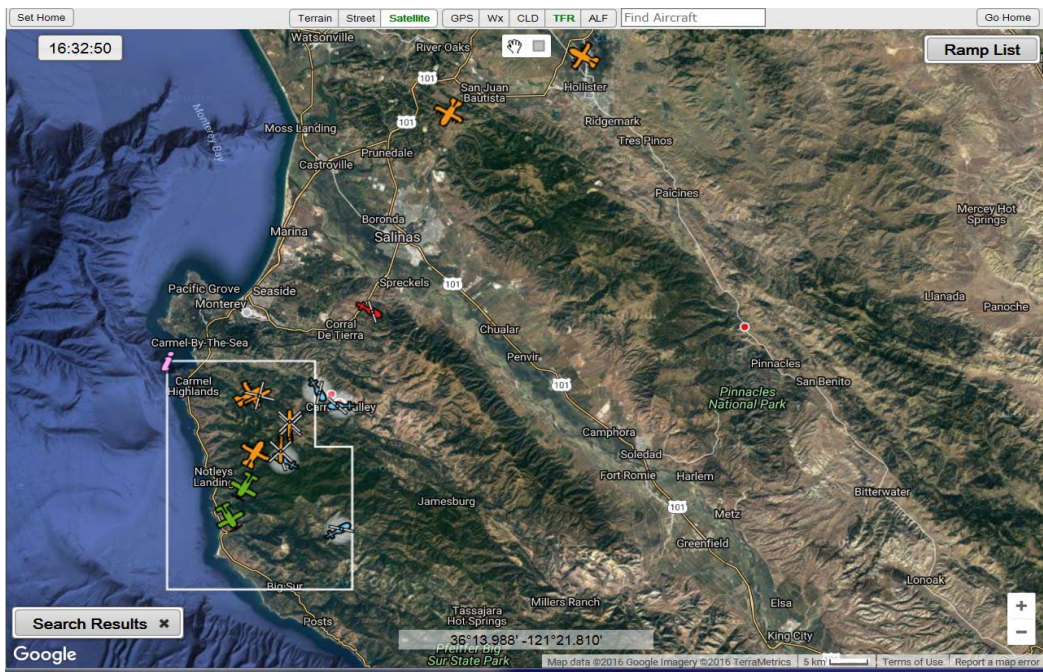 Set Home
Terrain Street Satellite GPS Wx CLD TFR ALF Find Aircraft
Go Home
16:32:50
Ramp List
Watsonville
River Oaks
101
Hollister
San Juan
Bautista
Monterey
Bay
Moss Landing
101
Ridgemark
Tres Pinos
Prunedale
Castroville
Paicines
Mercey Hot
Springs
Boronda
Marina
Salinas
Pacific Grove Seaside
Spreckels 101
Monterey
Llanada
Panoche
Corral
De Tierra
Chualar
Carmel-By-The-Sea
Penvir
Pinnacles
San Benito
Carmel
Highlands
101
Pinnacles
National Park
Camphora
Soledad
Notleys
Landing
Fort Romie Harlem
Bitterwater
Jamesburg
101
Metz
Greenfield
Lonoak
Big Sur
Millers Ranch
Elsa
Tassajara
Hot Springs
Posts
King City
+
−
Search Results ×
36°13.988' -121°21.810'
Pfeiffer Big
Sur State Park
Google
Map data ©2016 Google Imagery ©2016 TerraMetrics 5 km Terms of Use Report a map error